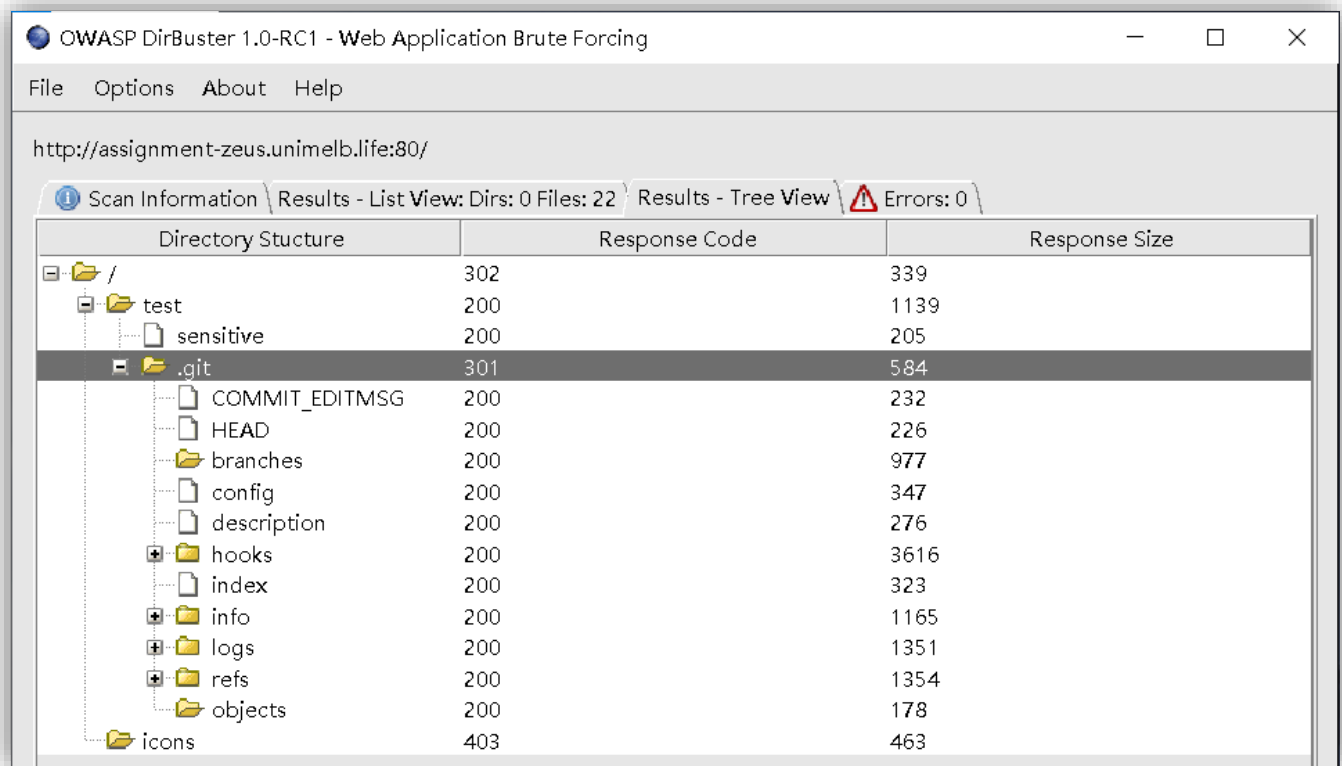 OWASP DirBuster 1.0-RC1 - Web Application Brute Forcing
File Options About Help
http://assignment-zeus.unimelb.life:80/
Scan Information Results - List View: Dirs: 0 Files: 22 Results - Tree View Errors: 0
Directory Stucture Response Code Response Size
/ 302 339
test 200 1139
sensitive 200 205
.git 301 584
COMMIT_EDITMSG 200 232
HEAD 200 226
branches 200 977
config 200 347
description 200 276
hooks 200 3616
index 200 323
info 200 1165
logs 200 1351
refs 200 1354
objects 200 178
icons 403 463